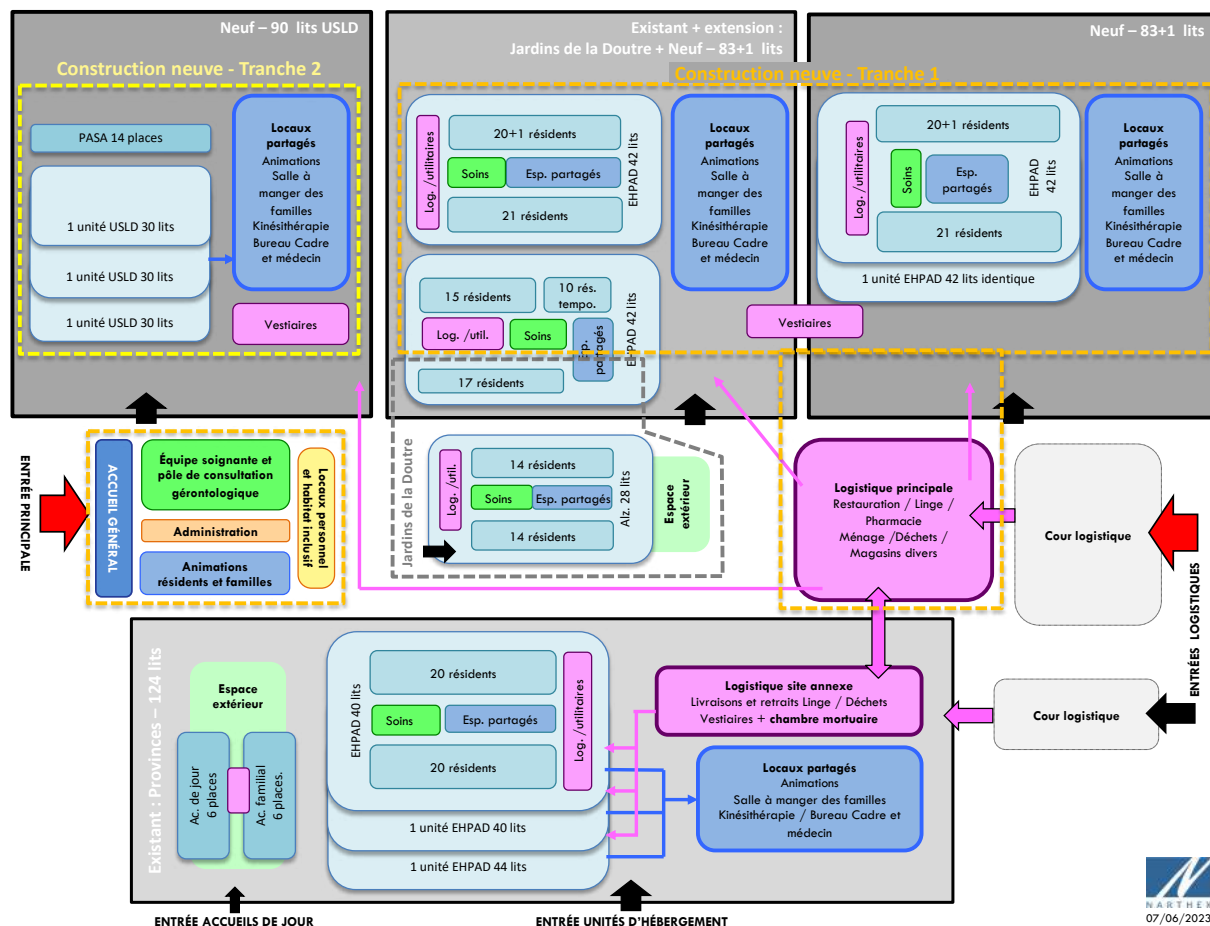 Neuf – 90 lits USLD
Construction neuve - Tranche 2
PASA 14 places
1 unité USLD 30 lits
1 unité USLD 30 lits
1 unité USLD 30 lits
Locaux
partagés
Animations
Salle à
manger des
familles
Kinésithérapie
Bureau Cadre
et médecin
Vestiaires
Existant + extension :
Jardins de la Doutre + Neuf – 83+1 lits
Construction neuve - Tranche 1
Log. /utilitaires
20+1 résidents
Soins
Esp. partagés
21 résidents
EHPAD 42 lits
15 résidents
10 rés.
tempo.
Log. /util.
Soins
Esp.
partagés
17 résidents
EHPAD 42 lits
Locaux
partagés
Animations
Salle à
manger des
familles
Kinésithérapie
Bureau Cadre
et médecin
Vestiaires
Neuf – 83+1 lits
Log. /utilitaires
20+1 résidents
Soins
Esp.
partagés
EHPAD
42 lits
21 résidents
1 unité EHPAD 42 lits identique
Locaux
partagés
Animations
Salle à
manger des
familles
Kinésithérapie
Bureau Cadre
et médecin
ENTRÉE PRINCIPALE
ACCUEIL GÉNÉRAL
Équipe soignante et
pôle de consultation
gérontologique
Administration
Animations
résidents et familles
Locaux personnel
et habitat inclusif
Jardins de la Doutre
Log. /util.
14 résidents
Soins
Esp. partagés
14 résidents
Alz. 28 lits
Espace
extérieur
Logistique principale
Restauration / Linge /
Pharmacie
Ménage /Déchets /
Magasins divers
Cour logistique
ENTRÉES LOGISTIQUES
Existant : Provinces – 124 lits
Espace
extérieur
Ac. de jour
6 places
Ac. familial
6 places.
EHPAD 40 lits
20 résidents
Soins
Esp. partagés
20 résidents
Log. /utilitaires
1 unité EHPAD 40 lits
1 unité EHPAD 44 lits
Logistique site annexe
Livraisons et retraits Linge / Déchets
Vestiaires + chambre mortuaire
Locaux partagés
Animations
Salle à manger des familles
Kinésithérapie / Bureau Cadre et
médecin
Cour logistique
ENTRÉE ACCUEILS DE JOUR
ENTRÉE UNITÉS D'HÉBERGEMENT
NARTHEX
07/06/2023